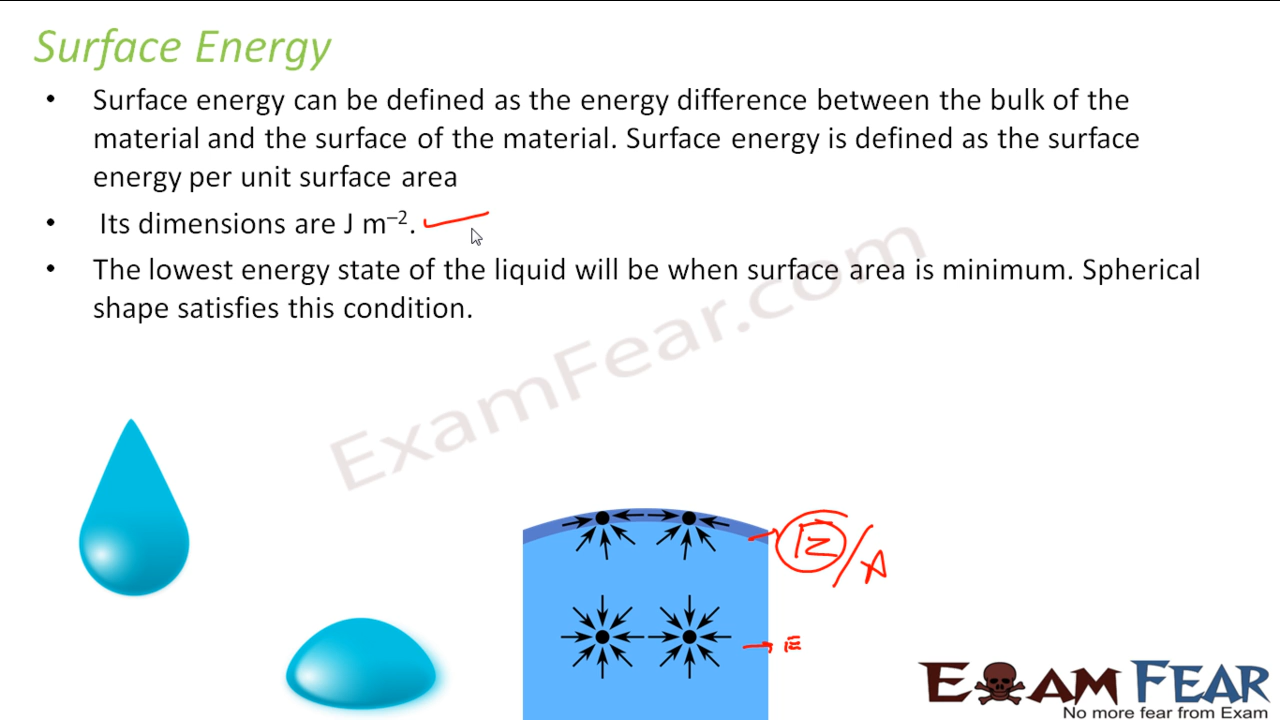 Surface Energy
• Surface energy can be defined as the energy difference between the bulk of the
material and the surface of the material. Surface energy is defined as the surface
energy per unit surface area
• Its dimensions are J m⁻².
• The lowest energy state of the liquid will be when surface area is minimum. Spherical
shape satisfies this condition.
ExamFear.com
/A
E
EXAM FEAR
No more fear from Exam